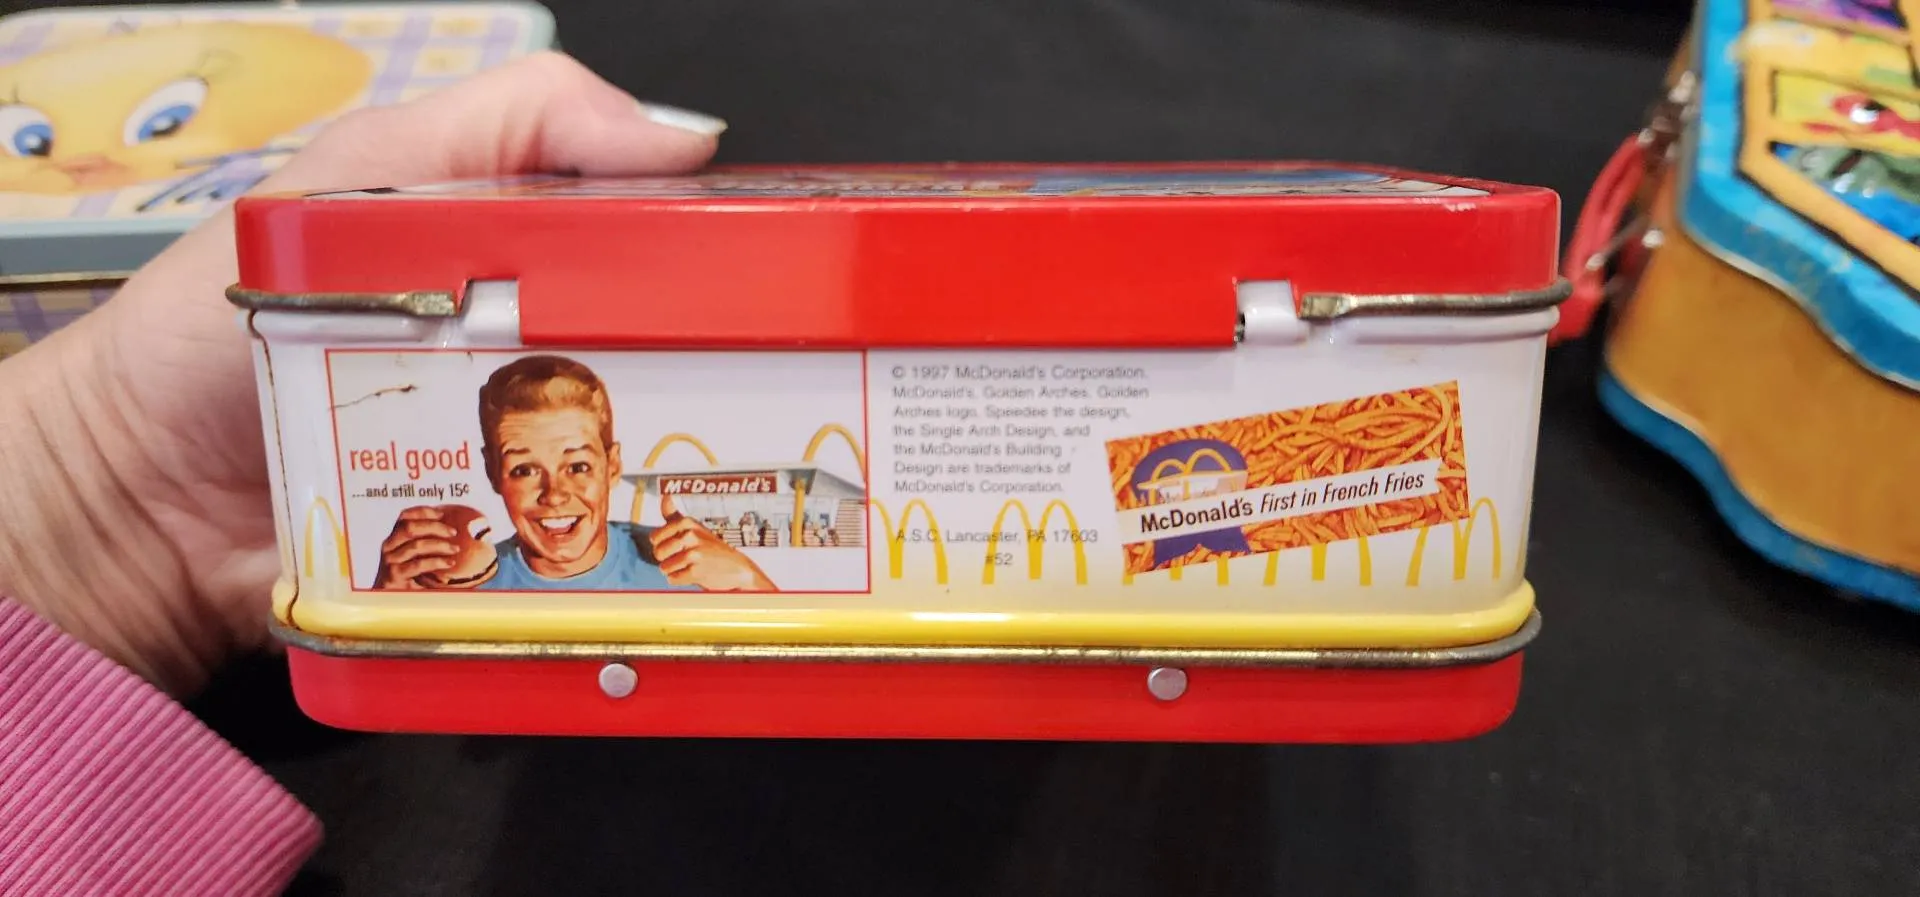 real good
...and still only 15¢
McDonald's
© 1997 McDonald's Corporation.
McDonald's, Golden Arches, Golden
Arches logo, Speedee the design,
the Single Arch Design, and
the McDonald's Building
Design are trademarks of
McDonald's Corporation.
A.S.C. Lancaster, PA 17603
#52
McDonald's First in French Fries